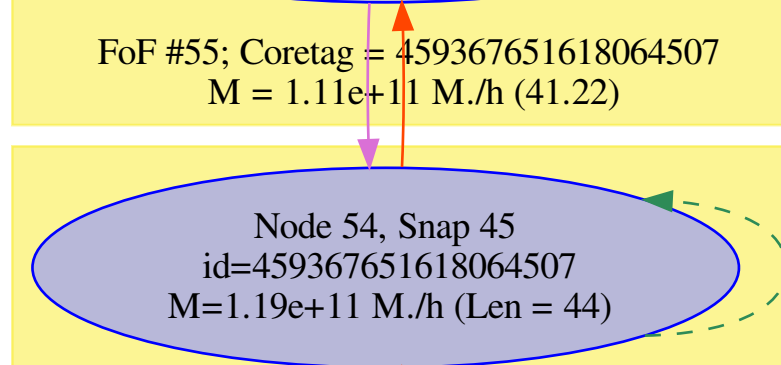 FoF #55; Coretag = 459367651618064507
M = 1.11e+11 M./h (41.22)
Node 54, Snap 45
id=459367651618064507
M=1.19e+11 M./h (Len = 44)